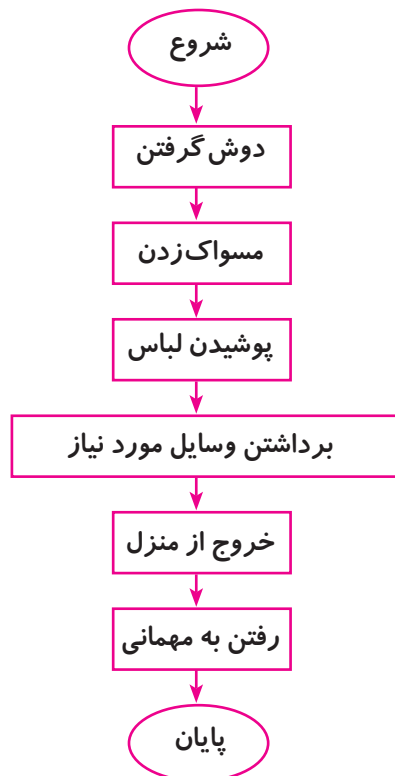 شروع
دوش گرفتن
مسواک زدن
پوشیدن لباس
برداشتن وسایل مورد نیاز
خروج از منزل
رفتن به مهمانی
پایان